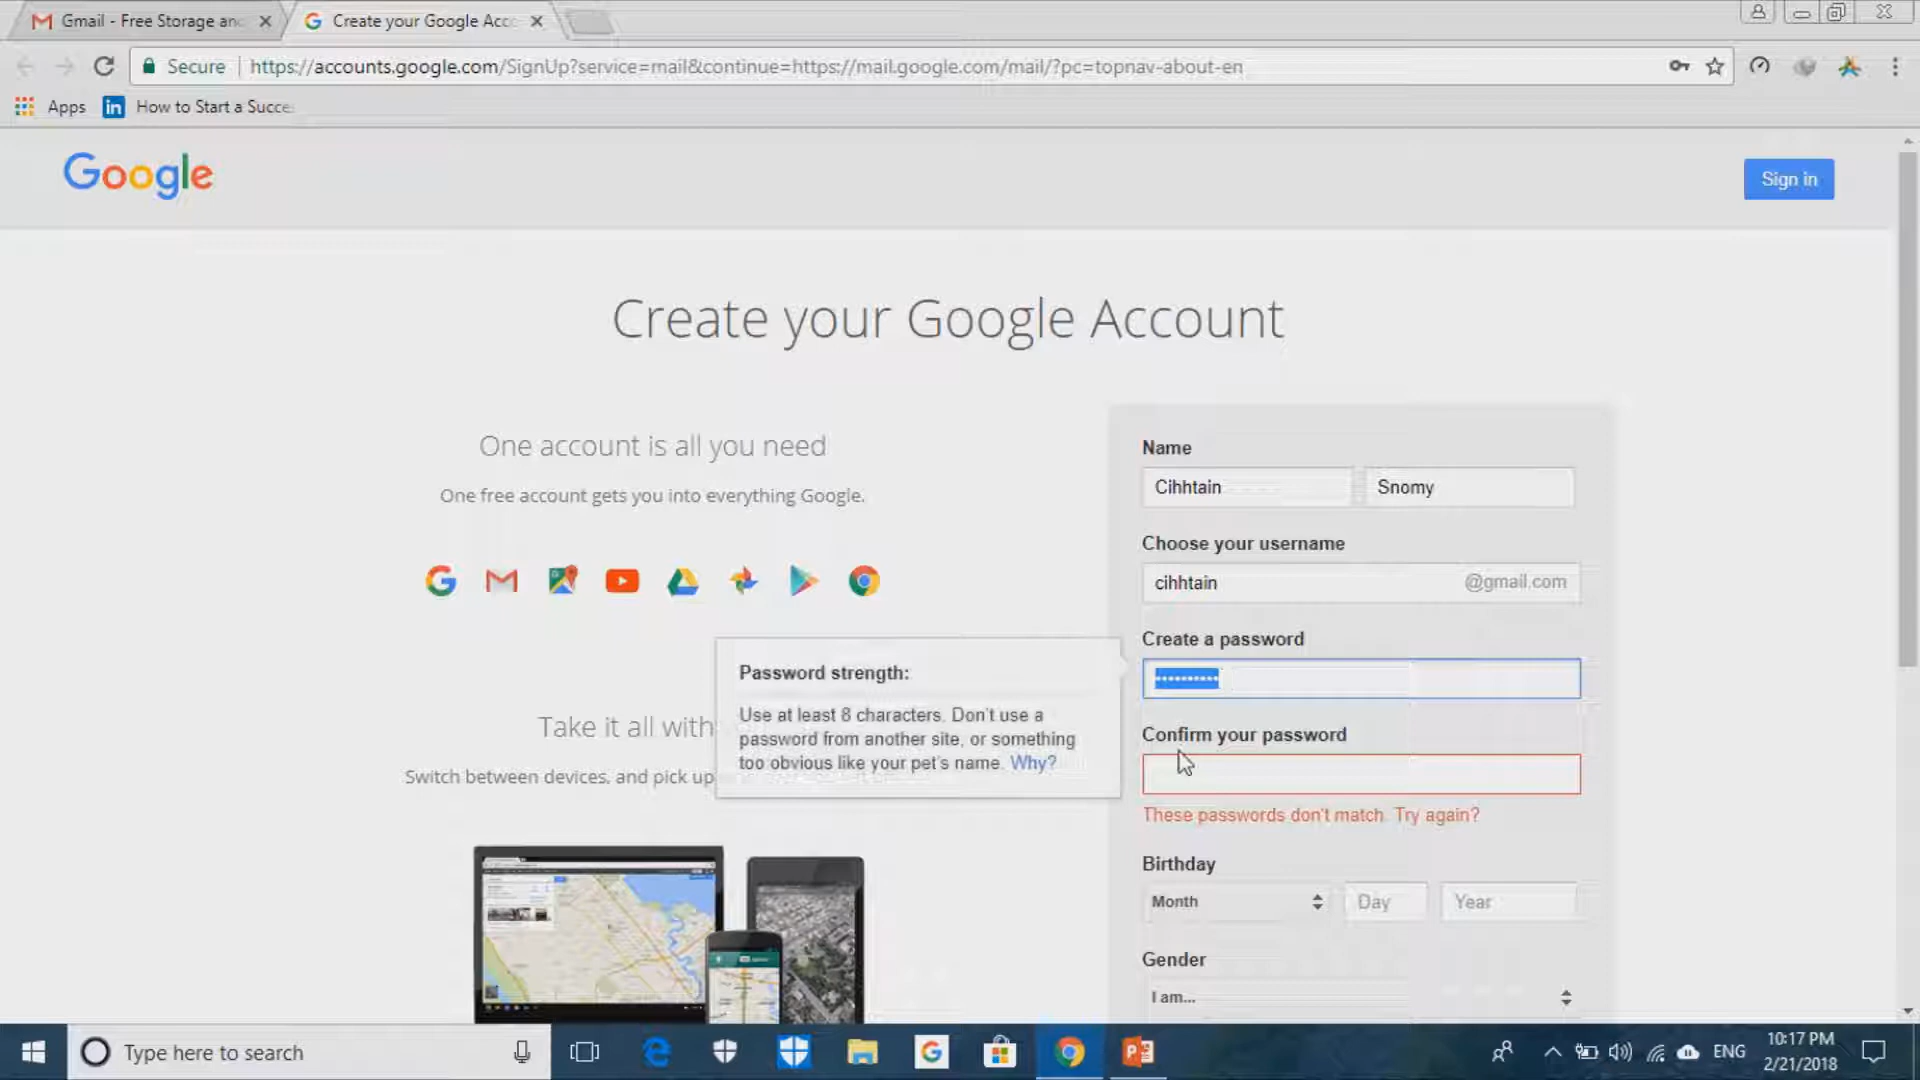 Gmail - Free Storage an
Create your Google Acc
Secure
https://accounts.google.com/SignUp?service=mail&continue=https://mail.google.com/mail/?pc=topnav-about-en
Apps
How to Start a Succe
Google
Sign in
Create your Google Account
One account is all you need
One free account gets you into everything Google.
Name
Cihhtain
Snomy
Choose your username
cihhtain
@gmail.com
Create a password
Password strength:
Use at least 8 characters. Don't use a
password from another site, or something
too obvious like your pet's name. Why?
Take it all with
Switch between devices, and pick up
Confirm your password
These passwords don't match. Try again?
Birthday
Month
Day
Year
Gender
I am...
Type here to search
ENG
10:17 PM
2/21/2018